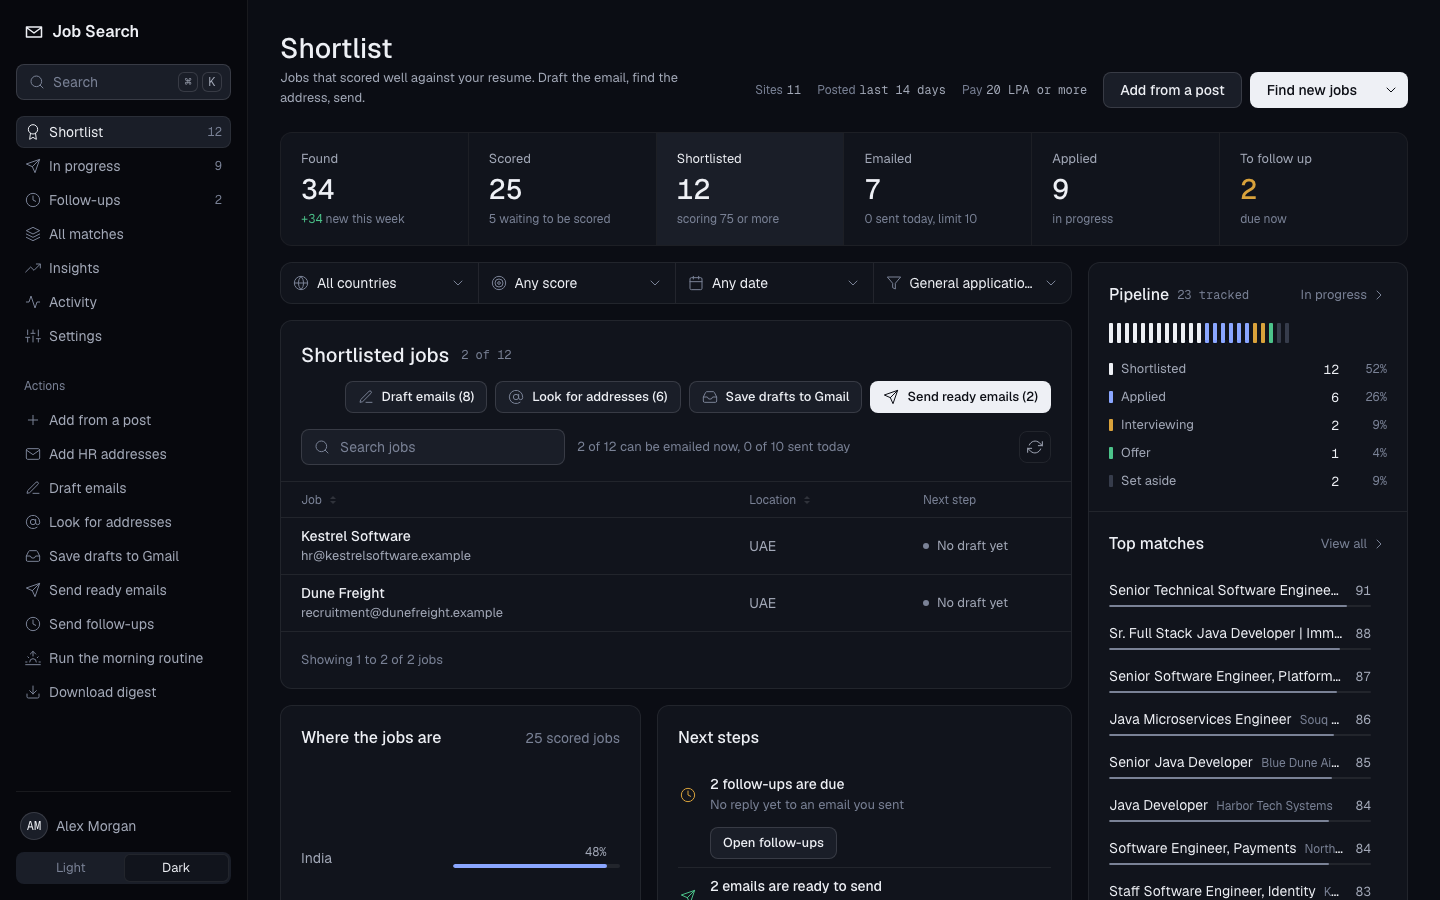 Job Search
Search ⌘ K
Shortlist 12
In progress 9
Follow-ups 2
All matches
Insights
Activity
Settings
Actions
Add from a post
Add HR addresses
Draft emails
Look for addresses
Save drafts to Gmail
Send ready emails
Send follow-ups
Run the morning routine
Download digest
AM Alex Morgan
Light Dark
Shortlist
Jobs that scored well against your resume. Draft the email, find the
address, send.
Sites 11 Posted last 14 days Pay 20 LPA or more
Add from a post
Find new jobs
Found
34
+34 new this week
Scored
25
5 waiting to be scored
Shortlisted
12
scoring 75 or more
Emailed
7
0 sent today, limit 10
Applied
9
in progress
To follow up
2
due now
All countries
Any score
Any date
General applicatio…
Shortlisted jobs 2 of 12
Draft emails (8)
Look for addresses (6)
Save drafts to Gmail
Send ready emails (2)
Search jobs
2 of 12 can be emailed now, 0 of 10 sent today
Job Location Next step
Kestrel Software
hr@kestrelsoftware.example
UAE
No draft yet
Dune Freight
recruitment@dunefreight.example
UAE
No draft yet
Showing 1 to 2 of 2 jobs
Where the jobs are 25 scored jobs
India 48%
Next steps
2 follow-ups are due
No reply yet to an email you sent
Open follow-ups
2 emails are ready to send
Pipeline 23 tracked In progress
Shortlisted 12 52%
Applied 6 26%
Interviewing 2 9%
Offer 1 4%
Set aside 2 9%
Top matches View all
Senior Technical Software Enginee… 91
Sr. Full Stack Java Developer | Imm… 88
Senior Software Engineer, Platform… 87
Java Microservices Engineer Souq … 86
Senior Java Developer Blue Dune Ai… 85
Java Developer Harbor Tech Systems 84
Software Engineer, Payments North… 84
Staff Software Engineer, Identity K… 83